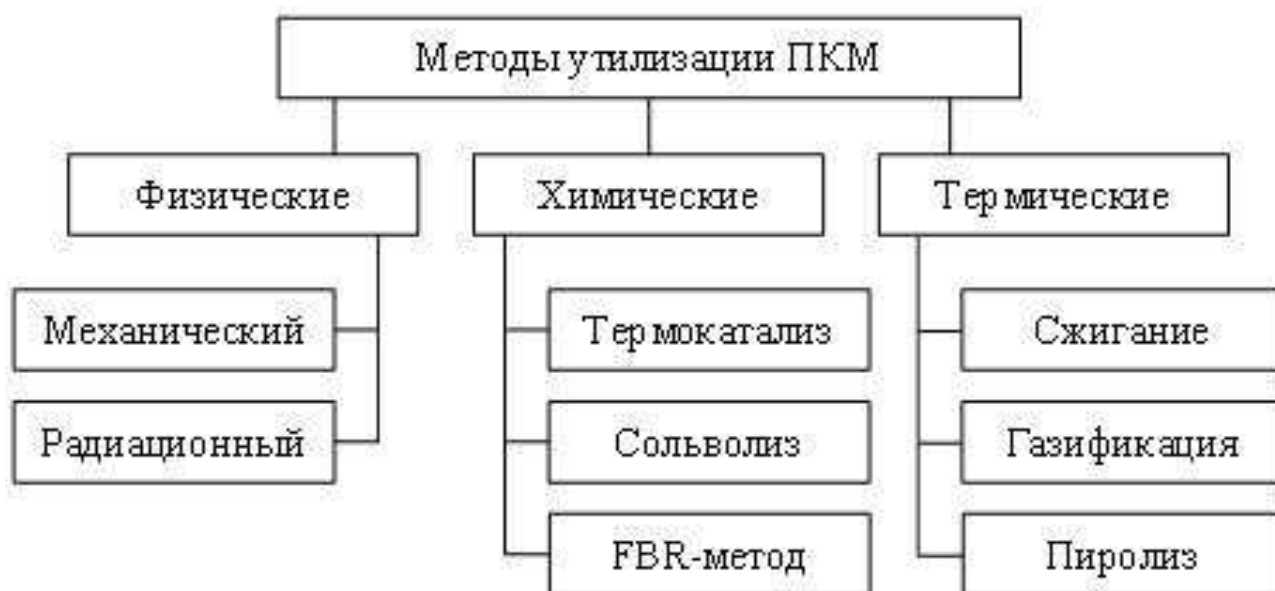 Методы утилизации ПКМ
Физические
Химические
Термические
Механический
Термокатализ
Сжигание
Радиационный
Сольволиз
Газификация
FBR-метод
Пиролиз